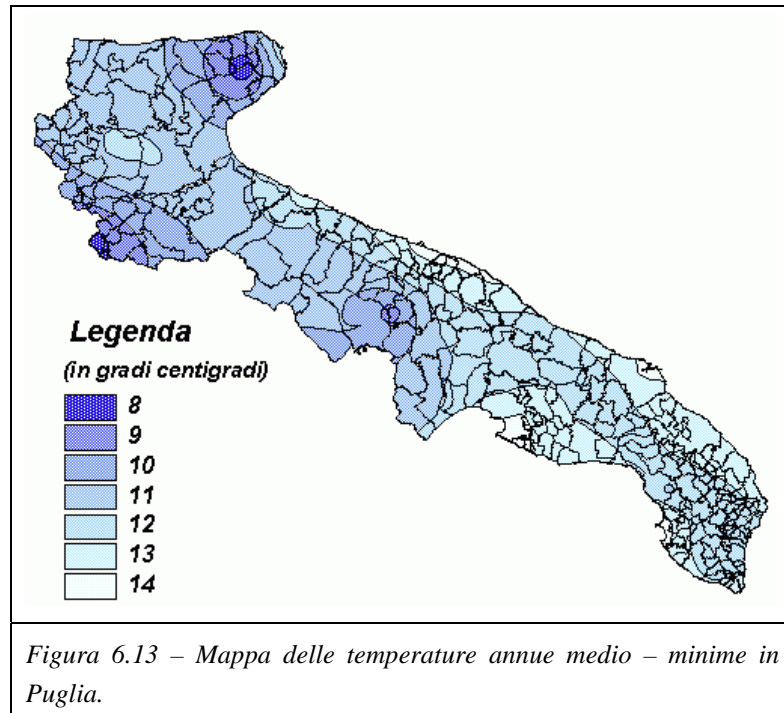 Legenda
(in gradi centigradi)
8
9
10
11
12
13
14
Figura 6.13 – Mappa delle temperature annue medio – minime in
Puglia.